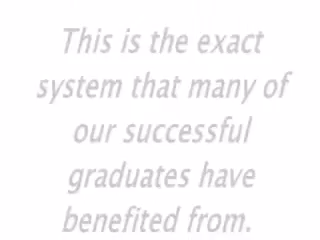 This is the exact
system that many of
our successful
graduates have
benefited from.